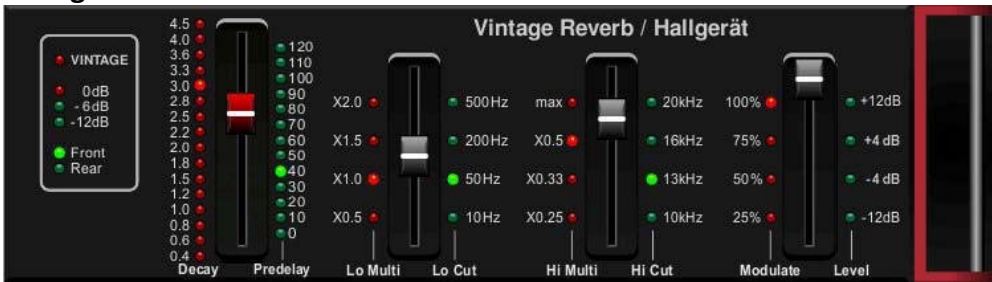 Vintage Reverb / Hallgerät
VINTAGE
0dB
- 6dB
-12dB
Front
Rear
4.5
4.0
3.6
3.3
3.0
2.8
2.5
2.2
2.0
1.8
1.5
1.2
1.0
0.8
0.6
0.4
Decay
120
110
100
90
80
70
60
50
40
30
20
10
0
Predelay
X2.0
X1.5
X1.0
X0.5
Lo Multi
500Hz
200Hz
50Hz
10Hz
Lo Cut
max
X0.5
X0.33
X0.25
Hi Multi
20kHz
16kHz
13kHz
10kHz
Hi Cut
100%
75%
50%
25%
Modulate
+12dB
+4 dB
-4 dB
-12dB
Level